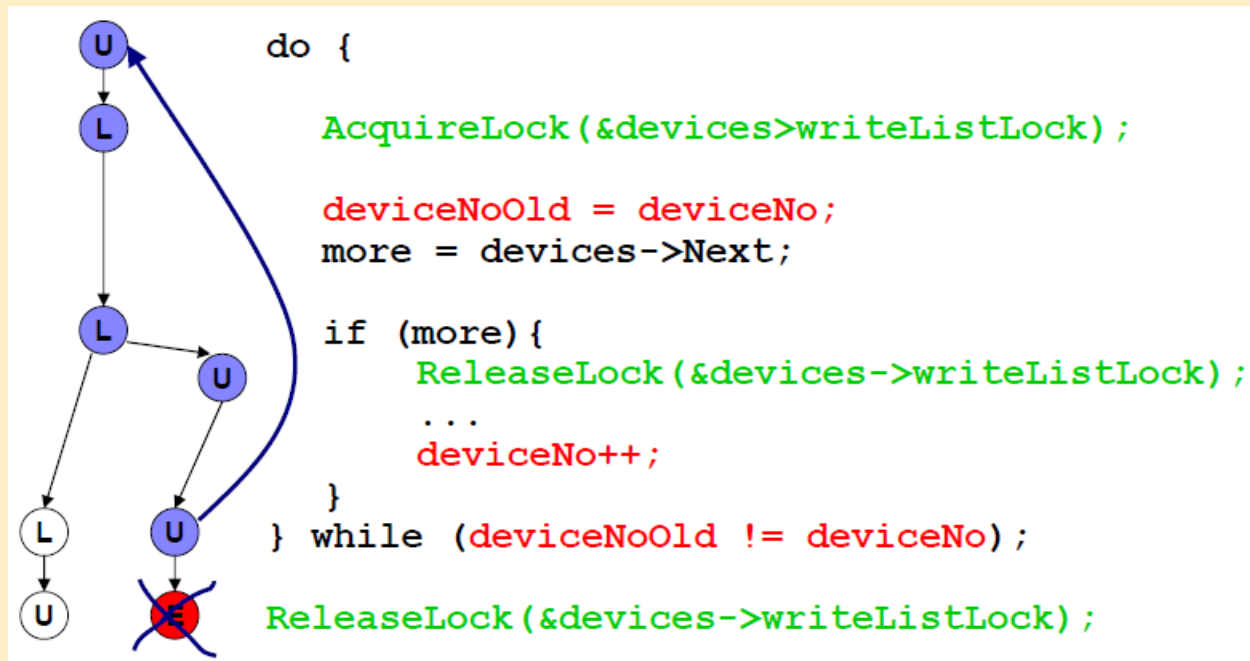 U do {
L AcquireLock(&devices>writeListLock);
deviceNoOld = deviceNo;
more = devices->Next;
L if (more){
U ReleaseLock(&devices->writeListLock);
...
deviceNo++;
}
L U } while (deviceNoOld != deviceNo);
U E ReleaseLock(&devices->writeListLock);